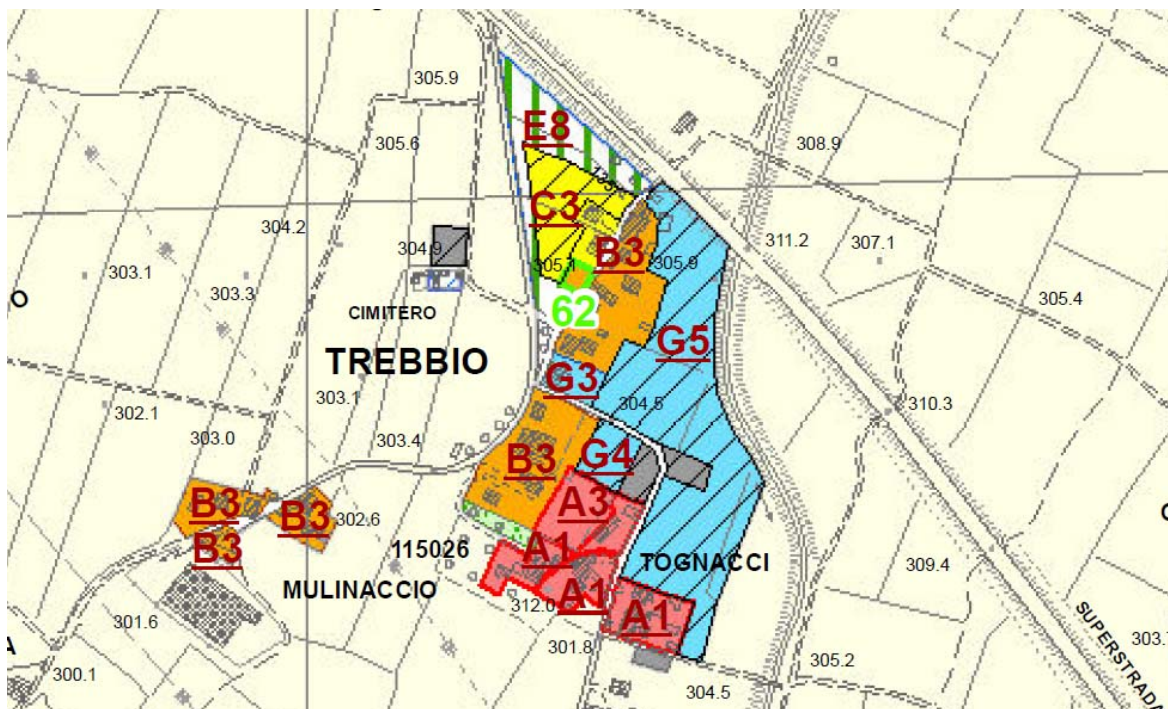 305.9
308.9
305.6
E8
135
C3
304.2
B3
311.2
307.1
304.9
303.1
305.1
305.9
303.3
305.4
O
62
CIMITERO
G5
TREBBIO
G3
303.1
304.5
310.3
302.1
303.0
303.4
B3
G4
A3
B3
B3
302.6
B3
115026
A1
TOGNACCI
309.4
MULINACCIO
A1
312.0
A1
301.6
301.8
SUPERSTRADA
303.
A
305.2
300.1
304.5